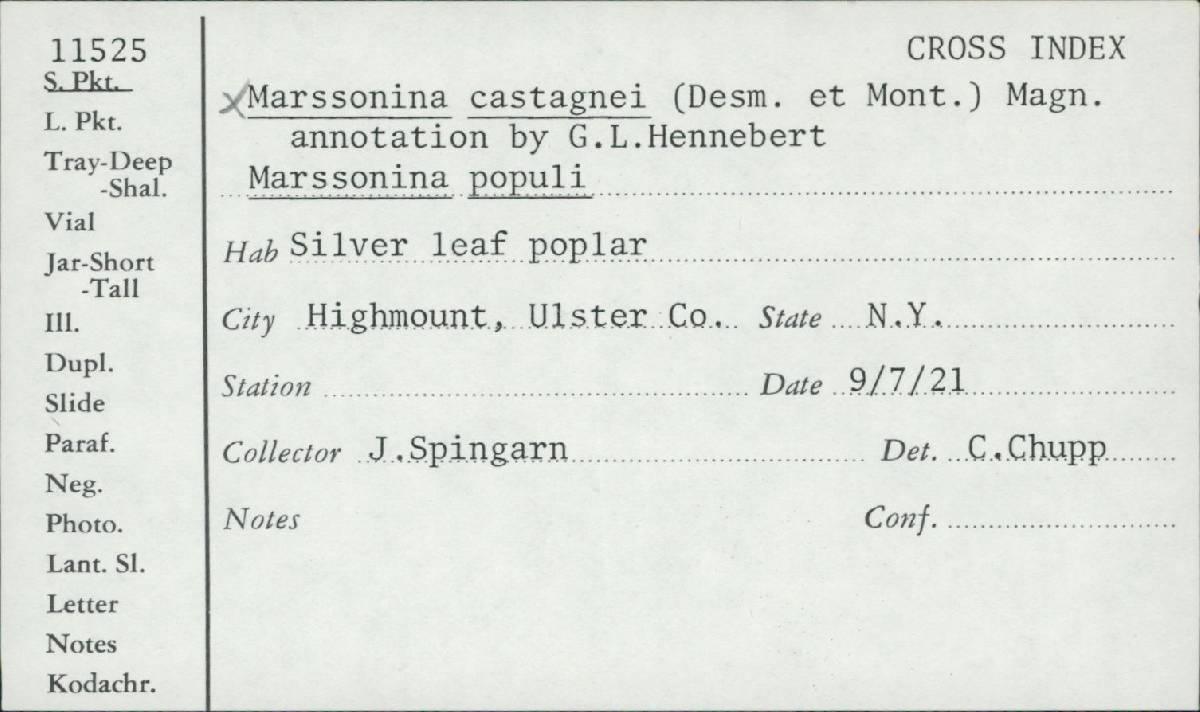 11525
S. Pkt.
L. Pkt.
Tray-Deep
-Shal.
Vial
Jar-Short
-Tall
Ill.
Dupl.
Slide
Paraf.
Neg.
Photo.
Lant. Sl.
Letter
Notes
Kodachr.
CROSS INDEX
xMarssonina castagnei (Desm. et Mont.) Magn.
annotation by G.L.Hennebert
Marssonina populi
Hab Silver leaf poplar
City Highmount, Ulster Co. State N.Y.
Station Date 9/7/21
Collector J.Spingarn Det. C.Chupp
Notes Conf.